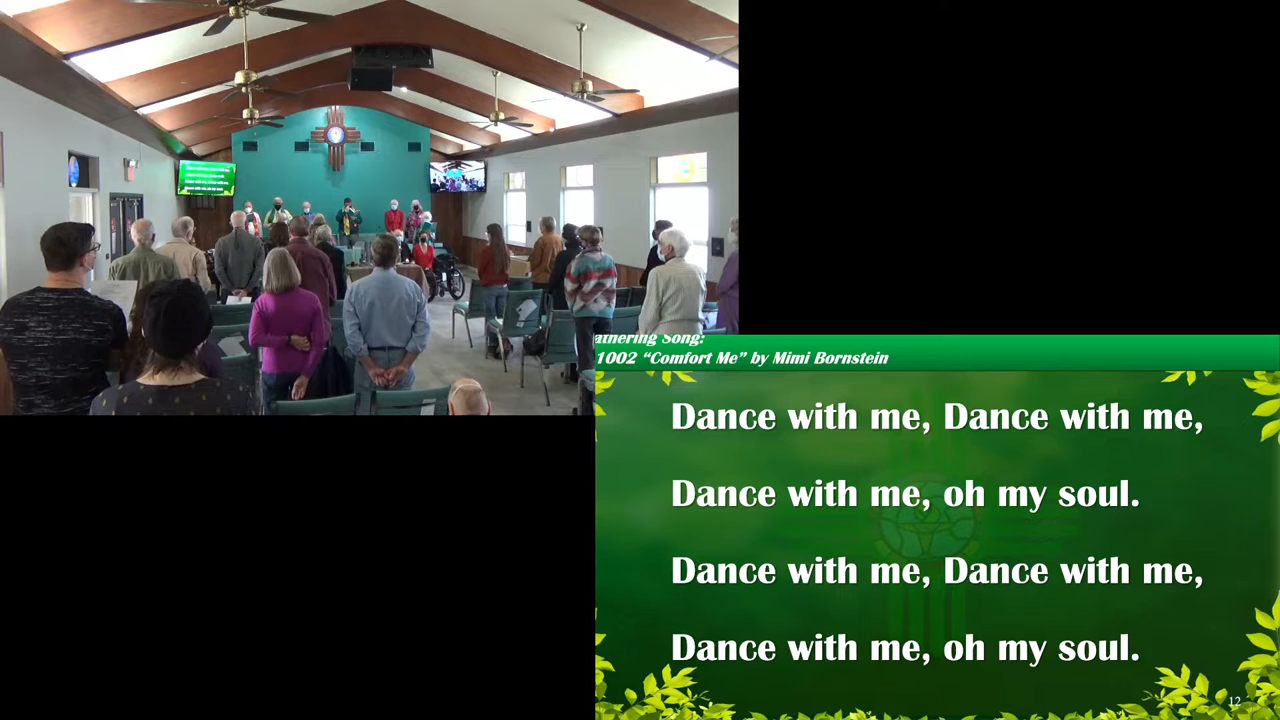 athering Song:
1002 “Comfort Me” by Mimi Bornstein
Dance with me, Dance with me,
Dance with me, oh my soul.
Dance with me, Dance with me,
Dance with me, oh my soul.
12